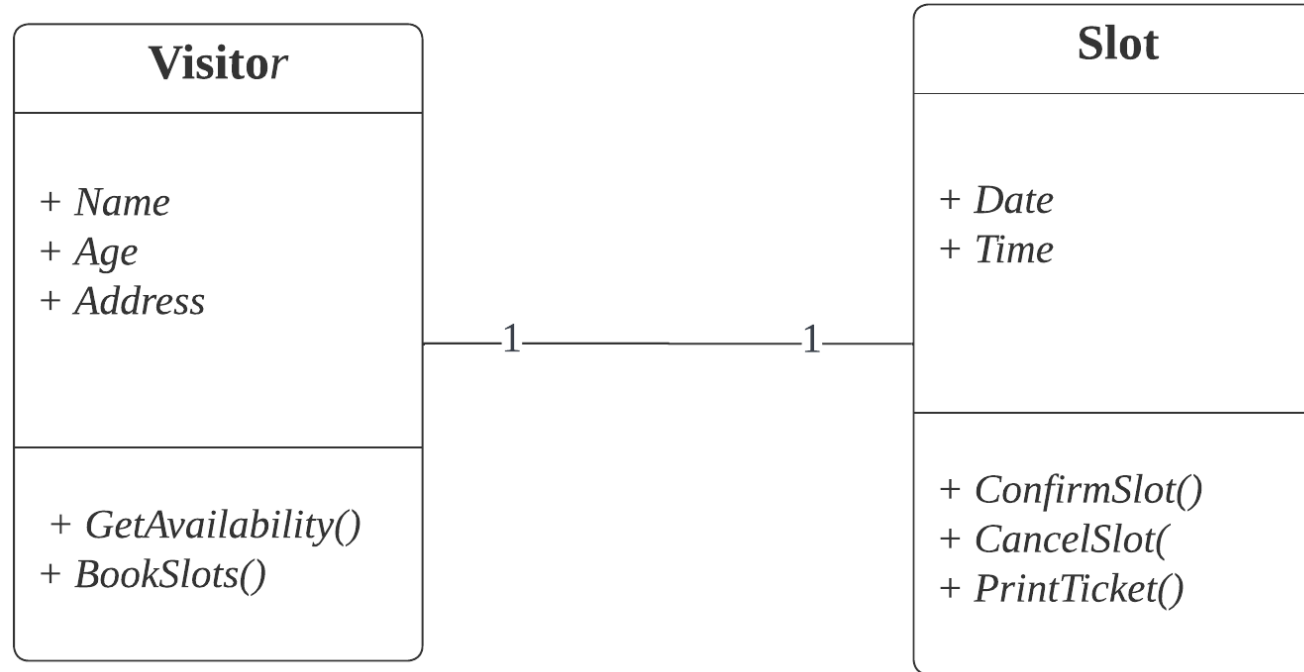 Visitor
+ Name
+ Age
+ Address
+ GetAvailability()
+ BookSlots()
1
1
Slot
+ Date
+ Time
+ ConfirmSlot()
+ CancelSlot(
+ PrintTicket()